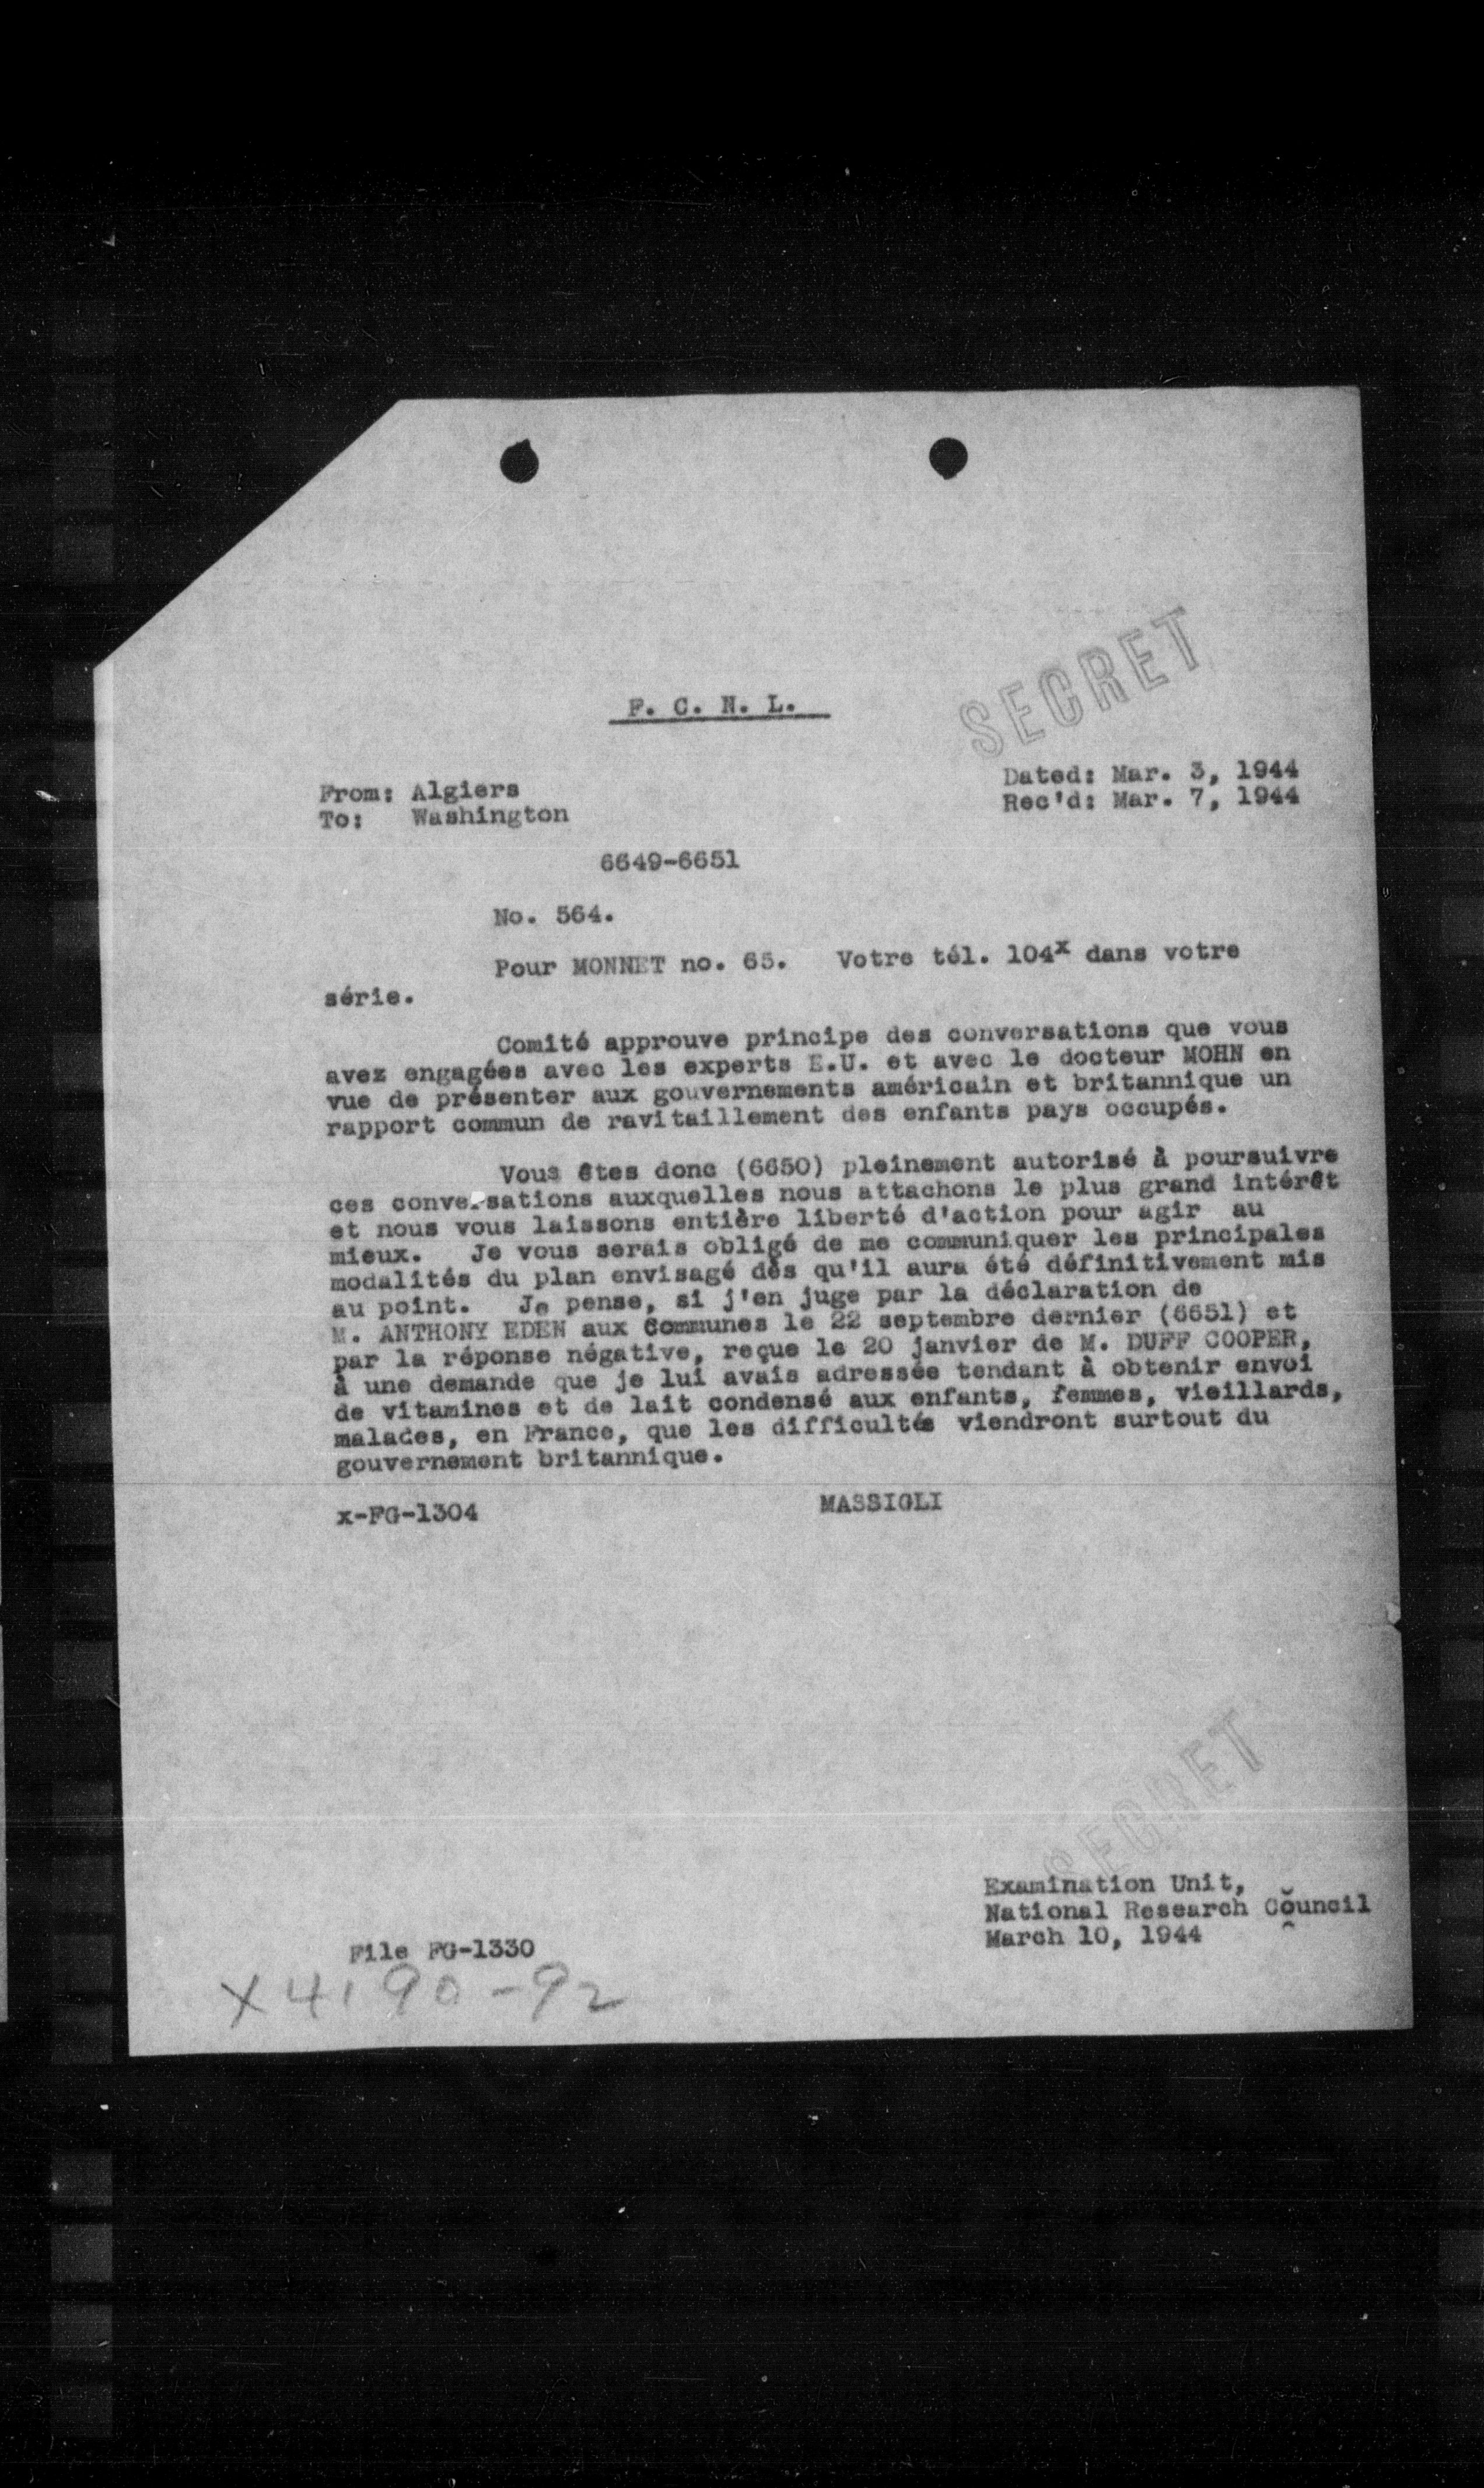 SECRET
F. C. N. L.
From: Algiers
To: Washington
Dated: Mar. 3, 1944
Rec'd: Mar. 7, 1944
6649-6651
No. 564.
Pour MONNET no. 65. Votre tél. 104x dans votre
série.
Comité approuve principe des conversations que vous
avez engagées avec les experts E.U. et avec le docteur MOHN en
vue de présenter aux gouvernements américain et britannique un
rapport commun de ravitaillement des enfants pays occupés.
Vous êtes donc (6650) pleinement autorisé à poursuivre
ces conversations auxquelles nous attachons le plus grand intérêt
et nous vous laissons entière liberté d'action pour agir au
mieux. Je vous serais obligé de me communiquer les principales
modalités du plan envisagé dès qu'il aura été définitivement mis
au point. Je pense, si j'en juge par la déclaration de
M. ANTHONY EDEN aux Communes le 22 septembre dernier (6651) et
par la réponse négative, reçue le 20 janvier de M. DUFF COOPER,
à une demande que je lui avais adressée tendant à obtenir envoi
de vitamines et de lait condensé aux enfants, femmes, vieillards,
malades, en France, que les difficultés viendront surtout du
gouvernement britannique.
x-FG-1304
MASSIGLI
SECRET
Examination Unit,
National Research Council
March 10, 1944
File FG-1330
X4190-92